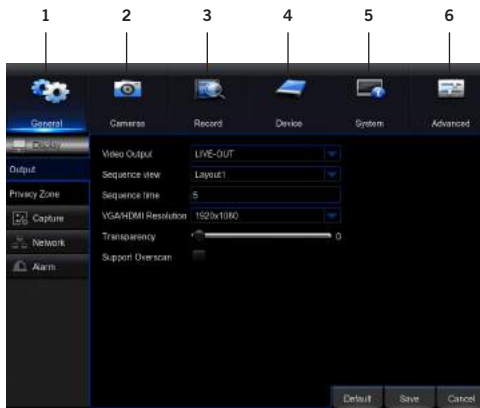 1 2 3 4 5 6
General Cameras Record Device System Advanced
Display
Output
Privacy Zone
Capture
Network
Alarm
Video Output LIVE-OUT
Sequence view Layout1
Sequence time 5
VGA/HDMI Resolution 1920x1080
Transparency 0
Support Overscan
Default Save Cancel